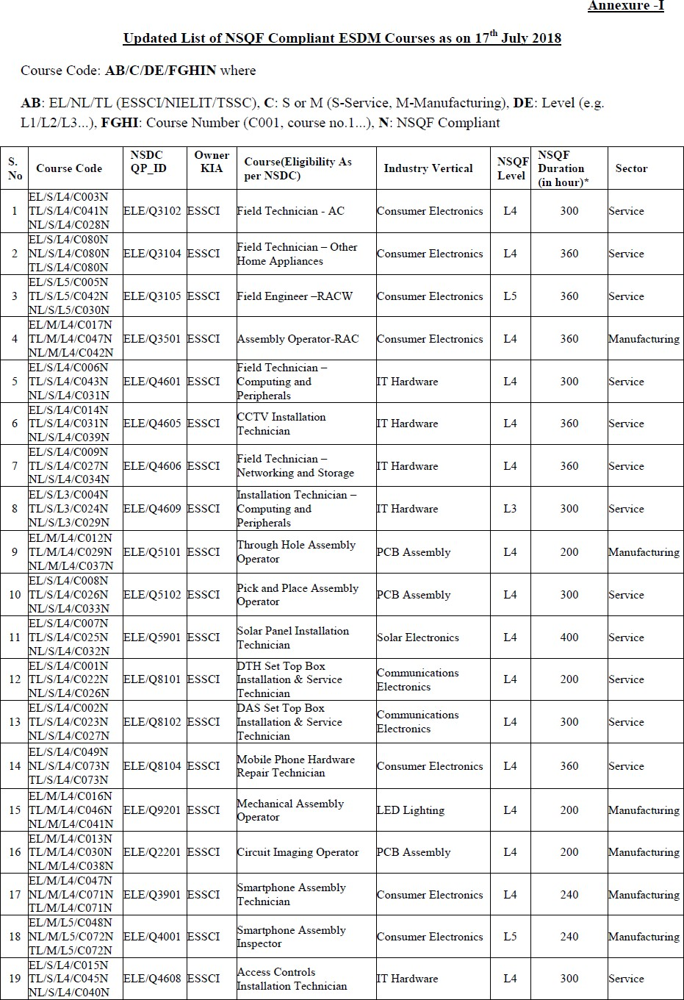 Annexure -I
Updated List of NSQF Compliant ESDM Courses as on 17th July 2018
Course Code: AB/C/DE/FGHIN where
AB: EL/NL/TL (ESSCI/NIELIT/TSSC), C: S or M (S-Service, M-Manufacturing), DE: Level (e.g.
L1/L2/L3...), FGHI: Course Number (C001, course no.1...), N: NSQF Compliant
S. No Course Code NSDC QP_ID Owner KIA Course(Eligibility As per NSDC) Industry Vertical NSQF Level NSQF Duration (in hour)* Sector
1 EL/S/L4/C003N TL/S/L4/C041N NL/S/L4/C028N ELE/Q3102 ESSCI Field Technician - AC Consumer Electronics L4 300 Service
2 EL/S/L4/C080N NL/S/L4/C080N TL/S/L4/C080N ELE/Q3104 ESSCI Field Technician – Other Home Appliances Consumer Electronics L4 360 Service
3 EL/S/L5/C005N TL/S/L5/C042N NL/S/L5/C030N ELE/Q3105 ESSCI Field Engineer –RACW Consumer Electronics L5 360 Service
4 EL/M/L4/C017N TL/M/L4/C047N NL/M/L4/C042N ELE/Q3501 ESSCI Assembly Operator-RAC Consumer Electronics L4 360 Manufacturing
5 EL/S/L4/C006N TL/S/L4/C043N NL/S/L4/C031N ELE/Q4601 ESSCI Field Technician – Computing and Peripherals IT Hardware L4 300 Service
6 EL/S/L4/C014N TL/S/L4/C031N NL/S/L4/C039N ELE/Q4605 ESSCI CCTV Installation Technician IT Hardware L4 360 Service
7 EL/S/L4/C009N TL/S/L4/C027N NL/S/L4/C034N ELE/Q4606 ESSCI Field Technician – Networking and Storage IT Hardware L4 360 Service
8 EL/S/L3/C004N TL/S/L3/C024N NL/S/L3/C029N ELE/Q4609 ESSCI Installation Technician – Computing and Peripherals IT Hardware L3 300 Service
9 EL/M/L4/C012N TL/M/L4/C029N NL/M/L4/C037N ELE/Q5101 ESSCI Through Hole Assembly Operator PCB Assembly L4 200 Manufacturing
10 EL/S/L4/C008N TL/S/L4/C026N NL/S/L4/C033N ELE/Q5102 ESSCI Pick and Place Assembly Operator PCB Assembly L4 300 Service
11 EL/S/L4/C007N TL/S/L4/C025N NL/S/L4/C032N ELE/Q5901 ESSCI Solar Panel Installation Technician Solar Electronics L4 400 Service
12 EL/S/L4/C001N TL/S/L4/C022N NL/S/L4/C026N ELE/Q8101 ESSCI DTH Set Top Box Installation & Service Technician Communications Electronics L4 200 Service
13 EL/S/L4/C002N TL/S/L4/C023N NL/S/L4/C027N ELE/Q8102 ESSCI DAS Set Top Box Installation & Service Technician Communications Electronics L4 300 Service
14 EL/S/L4/C049N NL/S/L4/C073N TL/S/L4/C073N ELE/Q8104 ESSCI Mobile Phone Hardware Repair Technician Consumer Electronics L4 360 Service
15 EL/M/L4/C016N TL/M/L4/C046N NL/M/L4/C041N ELE/Q9201 ESSCI Mechanical Assembly Operator LED Lighting L4 200 Manufacturing
16 EL/M/L4/C013N TL/M/L4/C030N NL/M/L4/C038N ELE/Q2201 ESSCI Circuit Imaging Operator PCB Assembly L4 200 Manufacturing
17 EL/M/L4/C047N NL/M/L4/C071N TL/M/L4/C071N ELE/Q3901 ESSCI Smartphone Assembly Technician Consumer Electronics L4 240 Manufacturing
18 EL/M/L5/C048N NL/M/L5/C072N TL/M/L5/C072N ELE/Q4001 ESSCI Smartphone Assembly Inspector Consumer Electronics L5 240 Manufacturing
19 EL/S/L4/C015N TL/S/L4/C045N NL/S/L4/C040N ELE/Q4608 ESSCI Access Controls Installation Technician IT Hardware L4 300 Service